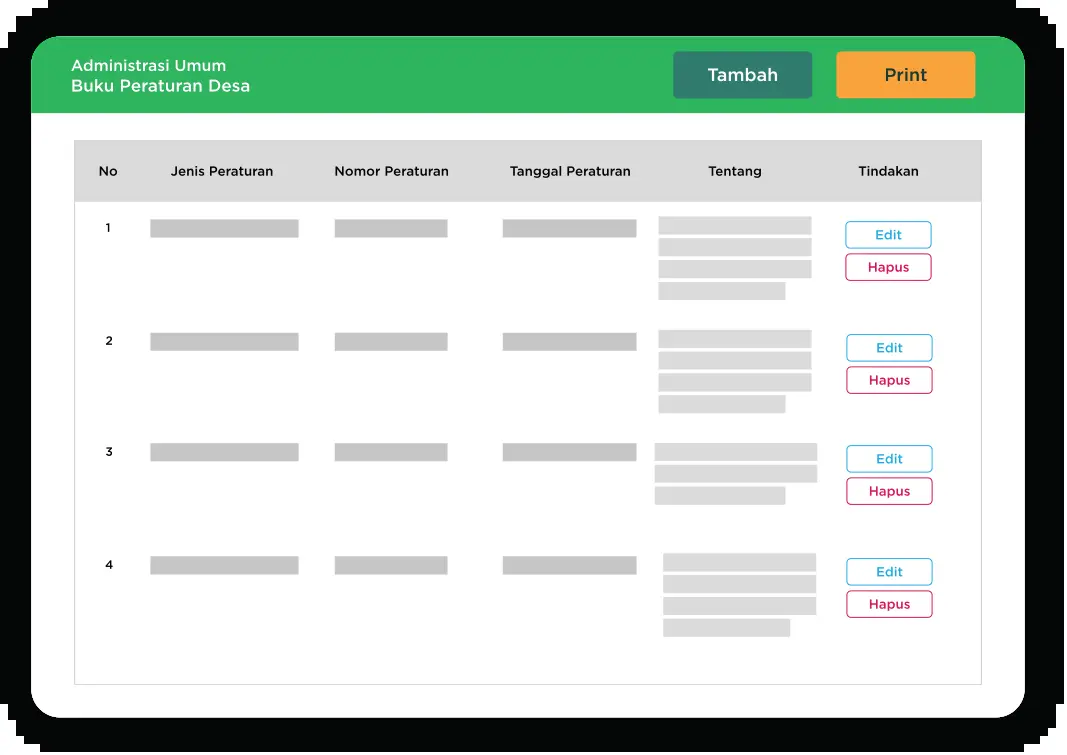 Administrasi Umum
Buku Peraturan Desa
Tambah
Print
No Jenis Peraturan Nomor Peraturan Tanggal Peraturan Tentang Tindakan
1
Edit
Hapus
2
Edit
Hapus
3
Edit
Hapus
4
Edit
Hapus